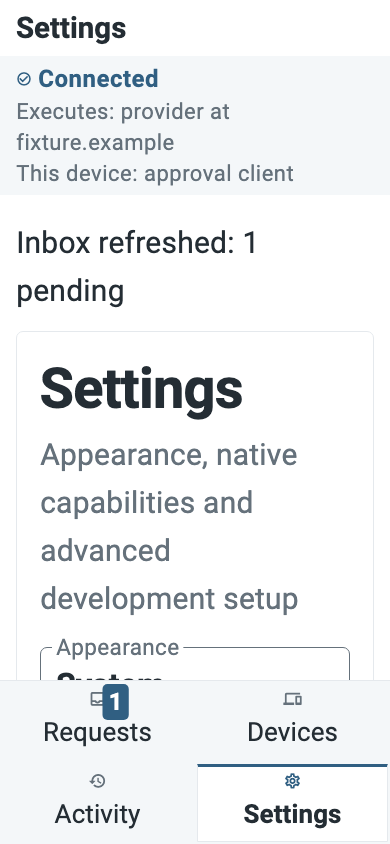 Settings
Connected
Executes: provider at
fixture.example
This device: approval client
Inbox refreshed: 1
pending
Settings
Appearance, native
capabilities and
advanced
development setup
Appearance
System
1
Requests
Devices
Activity
Settings